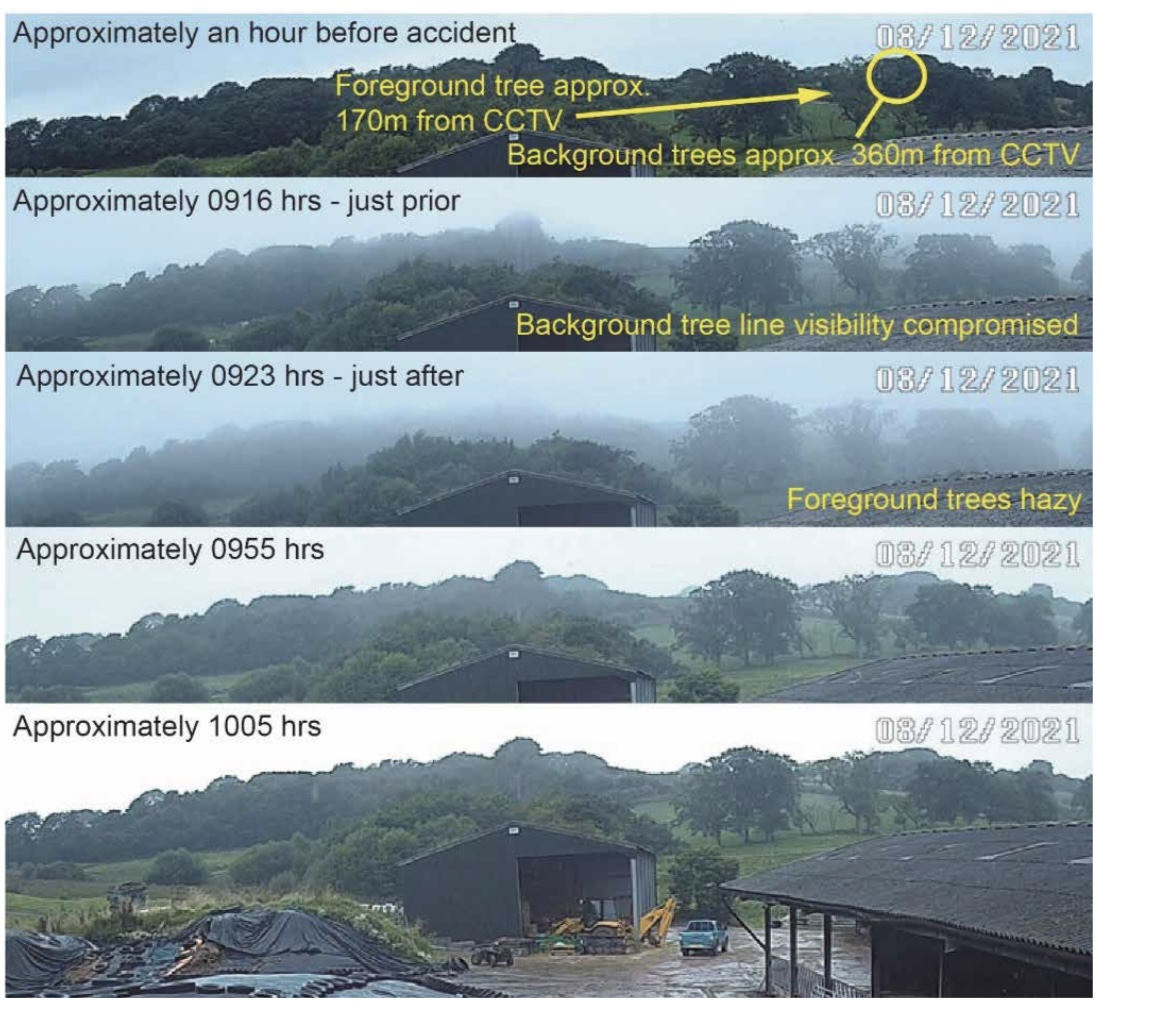 Approximately an hour before accident
08/12/2021
Foreground tree approx.
170m from CCTV
Background trees approx. 360m from CCTV
Approximately 0916 hrs - just prior
08/12/2021
Background tree line visibility compromised
Approximately 0923 hrs - just after
08/12/2021
Foreground trees hazy
Approximately 0955 hrs
08/12/2021
Approximately 1005 hrs
08/12/2021